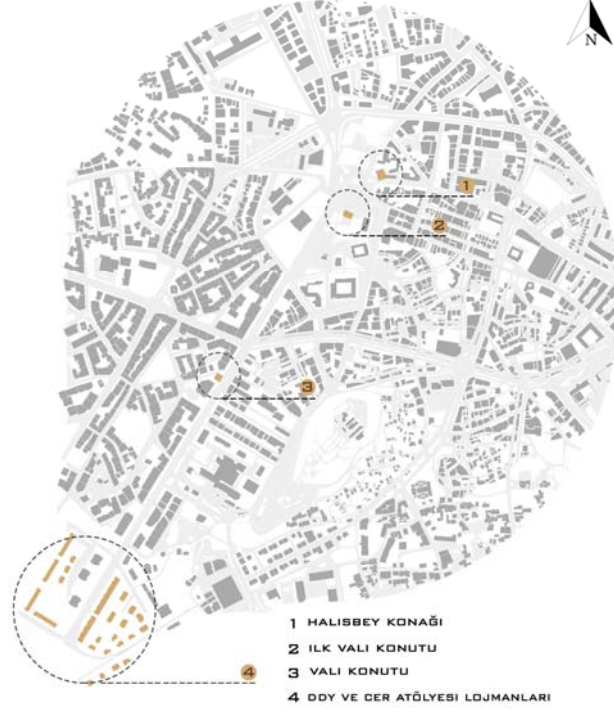 N
1
2
3
4
1 HALISBEY KONAĞI
2 ILK VALI KONUTU
3 VALI KONUTU
4 DDY VE CER ATÖLYESI LOJMANLARI